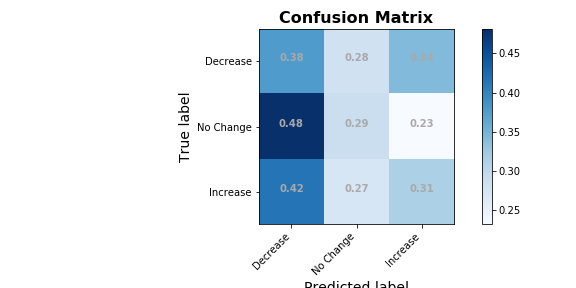 Confusion Matrix
Decrease 0.38 0.28 0.34
No Change 0.48 0.29 0.23
Increase 0.42 0.27 0.31
True label
Decrease No Change Increase
Predicted label
0.45
0.40
0.35
0.30
0.25